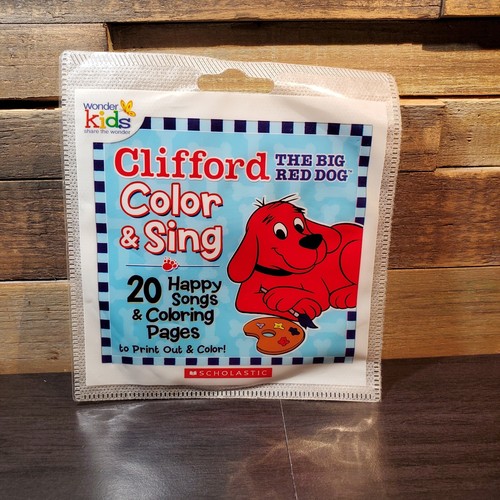 wonder
kids
share the wonder
Clifford THE BIG
RED DOG™
Color
& Sing
20 Happy
Songs
& Coloring
Pages
to Print Out & Color!
SCHOLASTIC